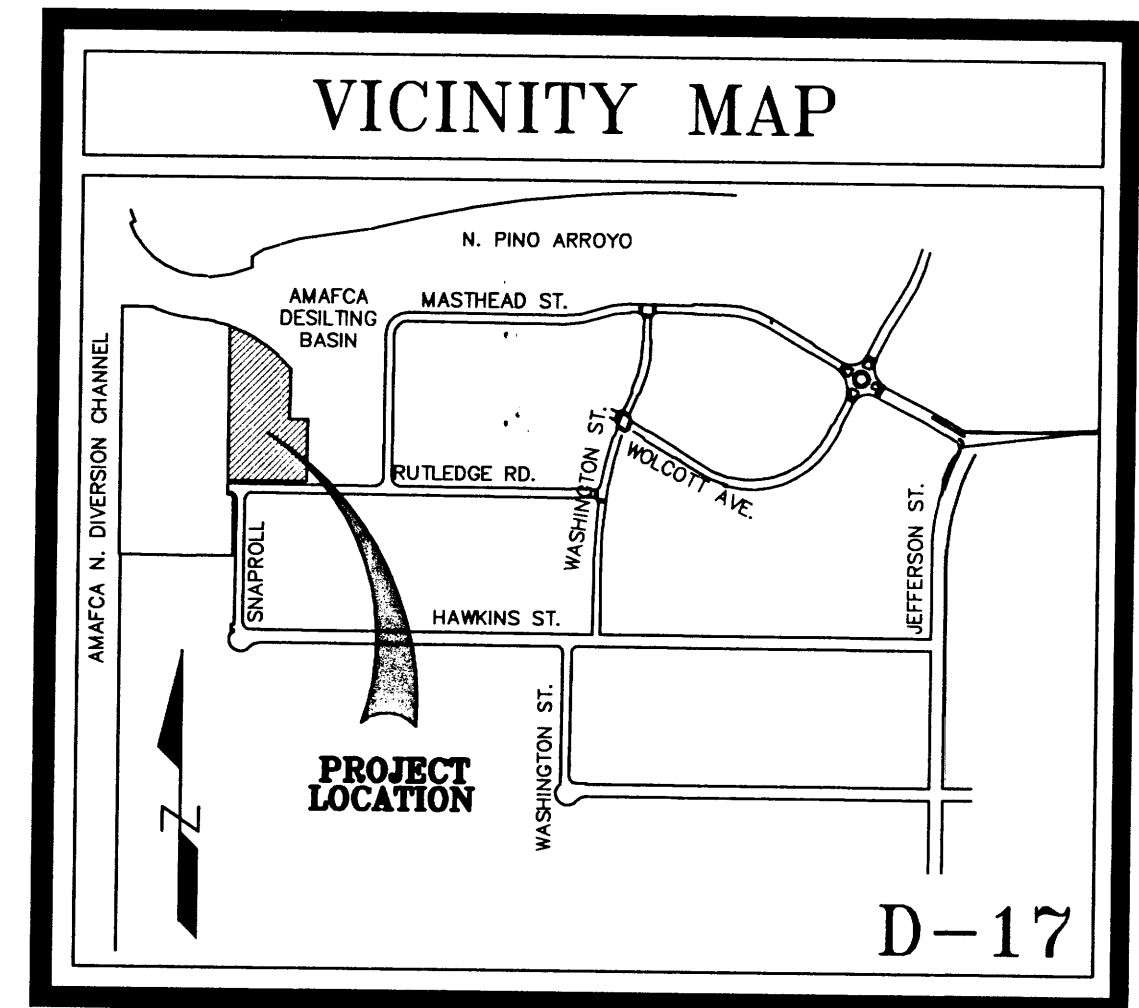 VICINITY MAP
N. PINO ARROYO
AMAFCA
DESILTING
BASIN
MASTHEAD ST.
AMAFCA N. DIVERSION CHANNEL
RUTLEDGE RD.
WASHINGTON ST.
WOLCOTT AVE.
SNAPROLL
JEFFERSON ST.
HAWKINS ST.
WASHINGTON ST.
PROJECT
LOCATION
N
D-17